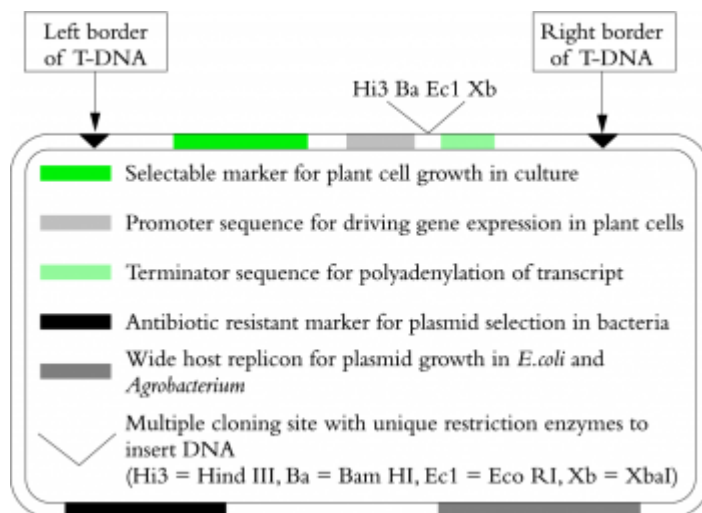 Left border
of T-DNA
Right border
of T-DNA
Hi3 Ba Ec1 Xb
Selectable marker for plant cell growth in culture
Promoter sequence for driving gene expression in plant cells
Terminator sequence for polyadenylation of transcript
Antibiotic resistant marker for plasmid selection in bacteria
Wide host replicon for plasmid growth in E.coli and
Agrobacterium
Multiple cloning site with unique restriction enzymes to
insert DNA
(Hi3 = Hind III, Ba = Bam HI, Ec1 = Eco RI, Xb = XbaI)